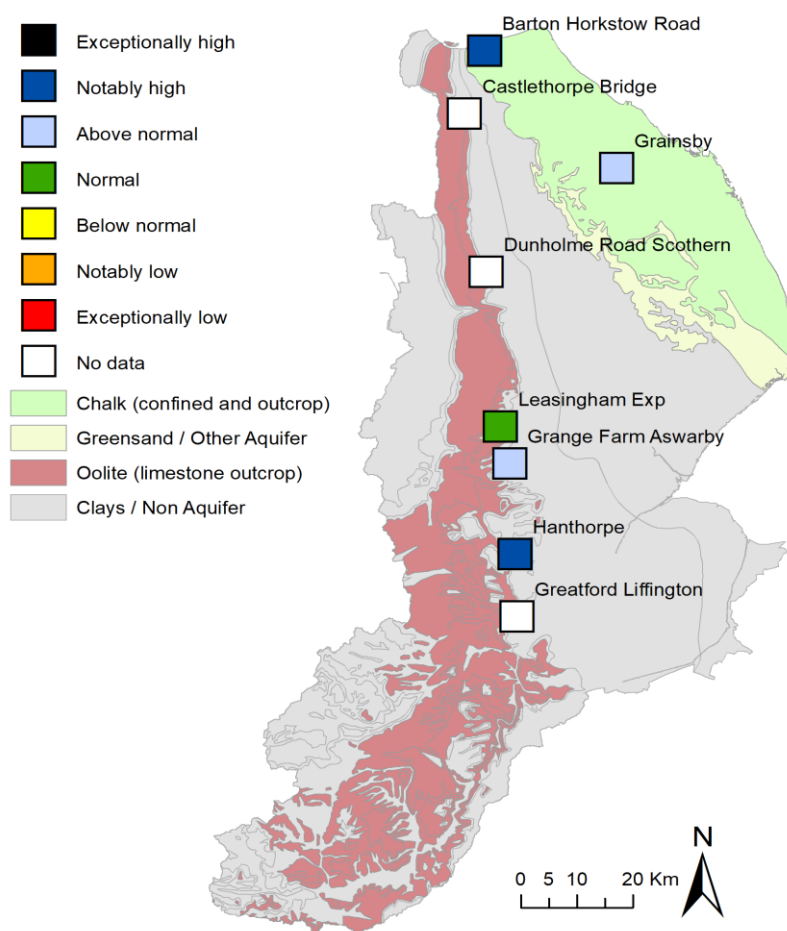 Exceptionally high
Notably high
Above normal
Normal
Below normal
Notably low
Exceptionally low
No data
Chalk (confined and outcrop)
Greensand / Other Aquifer
Oolite (limestone outcrop)
Clays / Non Aquifer
Barton Horkstow Road
Castlethorpe Bridge
Grainsby
Dunholme Road Scothern
Leasingham Exp
Grange Farm Aswarby
Hanthorpe
Greatford Liffington
N
0 5 10 20 Km